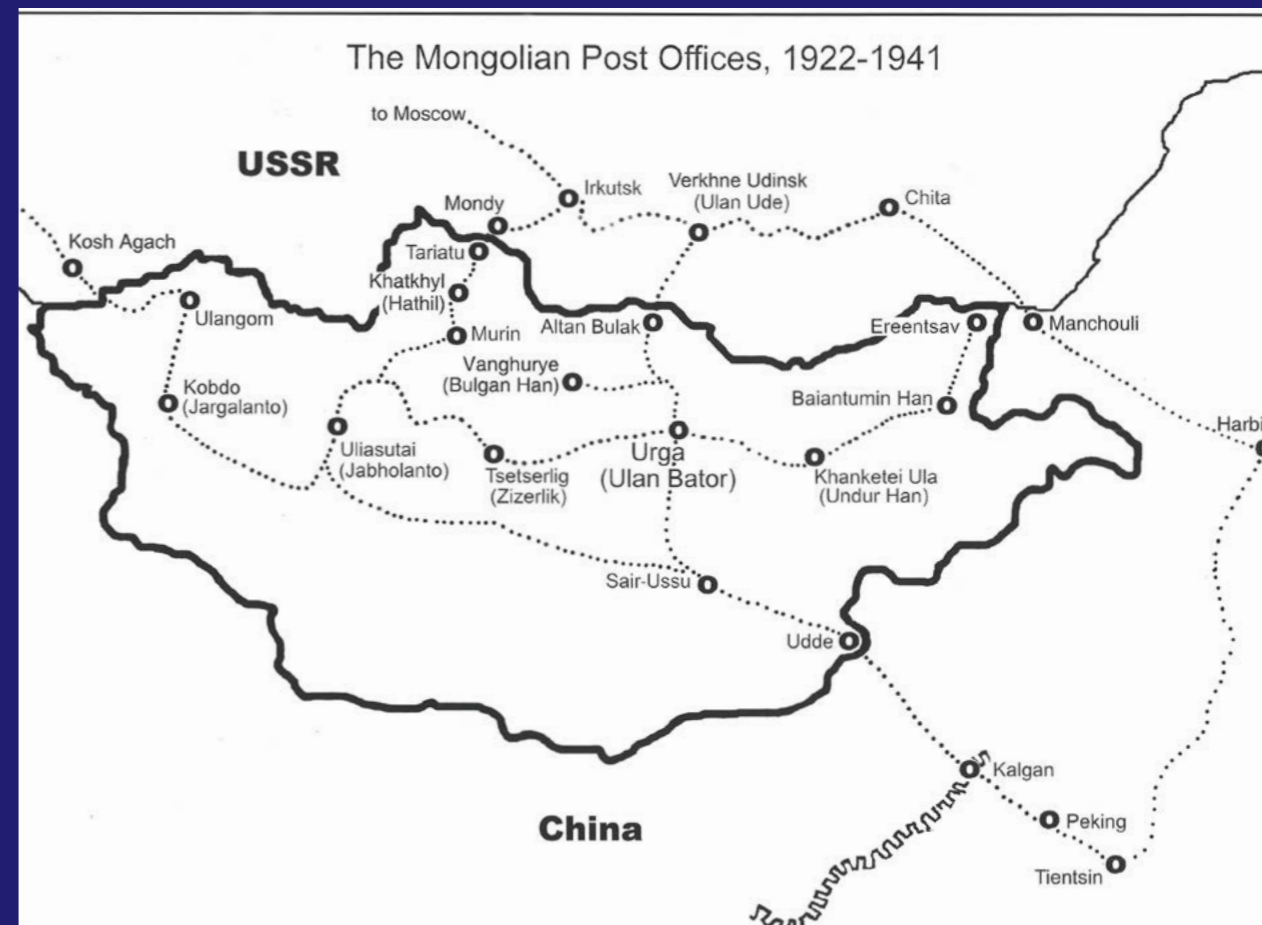 The Mongolian Post Offices, 1922-1941
to Moscow
USSR
Irkutsk
Verkhne Udinsk
(Ulan Ude)
Chita
Mondy
Kosh Agach
Tariatu
Khatkhyl
(Hathil)
Ulangom
Murin
Altan Bulak
Ereentsav
Manchouli
Vanghurye
(Bulgan Han)
Kobdo
(Jargalanto)
Baiantumin Han
Harbi
Uliasutai
(Jabholanto)
Tsetserlig
(Zizerlik)
Urga
(Ulan Bator)
Khanketei Ula
(Undur Han)
Sair-Ussu
Udde
Kalgan
China
Peking
Tientsin